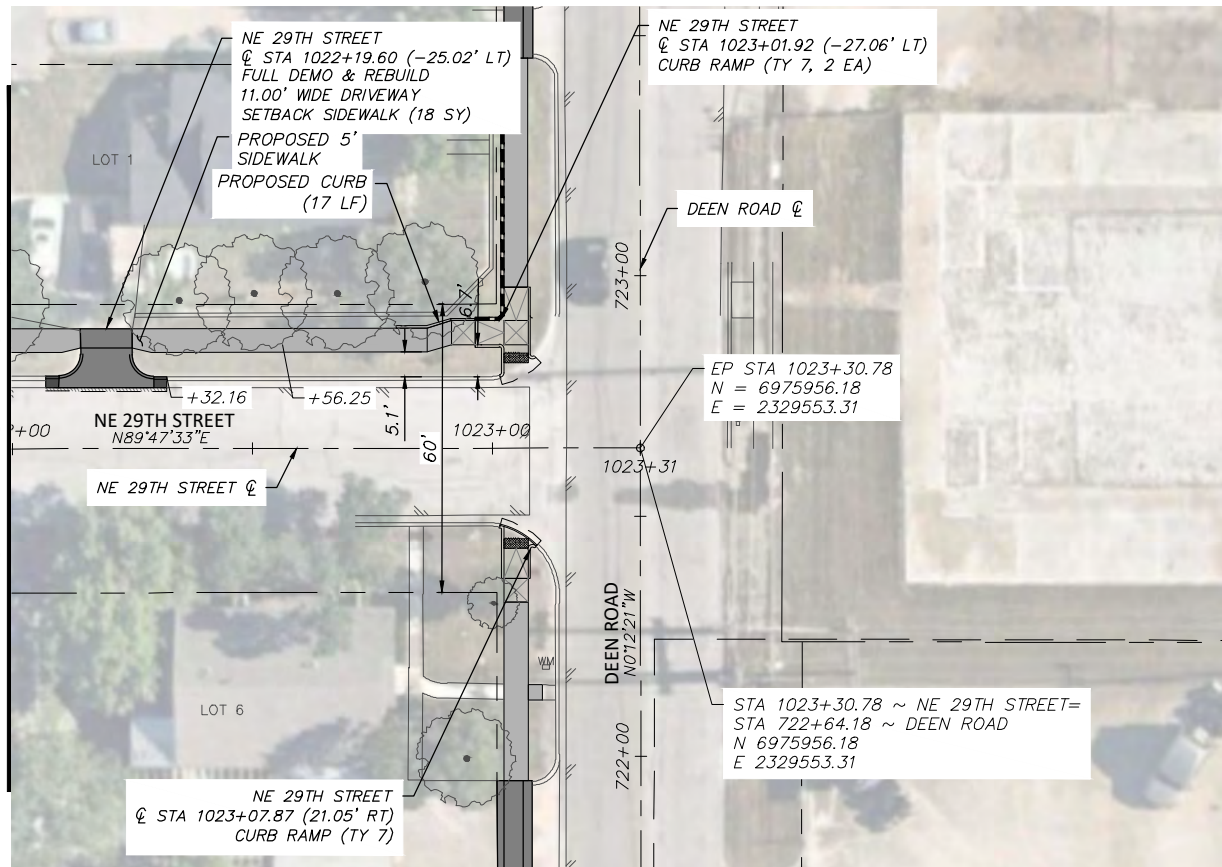 NE 29TH STREET
℄ STA 1022+19.60 (-25.02' LT)
FULL DEMO & REBUILD
11.00' WIDE DRIVEWAY
SETBACK SIDEWALK (18 SY)
PROPOSED 5'
SIDEWALK
PROPOSED CURB
(17 LF)
LOT 1
NE 29TH STREET
℄ STA 1023+01.92 (-27.06' LT)
CURB RAMP (TY 7, 2 EA)
DEEN ROAD ℄
723+00
6.7'
EP STA 1023+30.78
N = 6975956.18
E = 2329553.31
+32.16
+56.25
NE 29TH STREET
N89°47'33"E
+00
5.1'
60'
1023+00
1023+31
NE 29TH STREET ℄
DEEN ROAD
N0°12'21"W
WM
LOT 6
722+00
STA 1023+30.78 ~ NE 29TH STREET=
STA 722+64.18 ~ DEEN ROAD
N 6975956.18
E 2329553.31
NE 29TH STREET
℄ STA 1023+07.87 (21.05' RT)
CURB RAMP (TY 7)